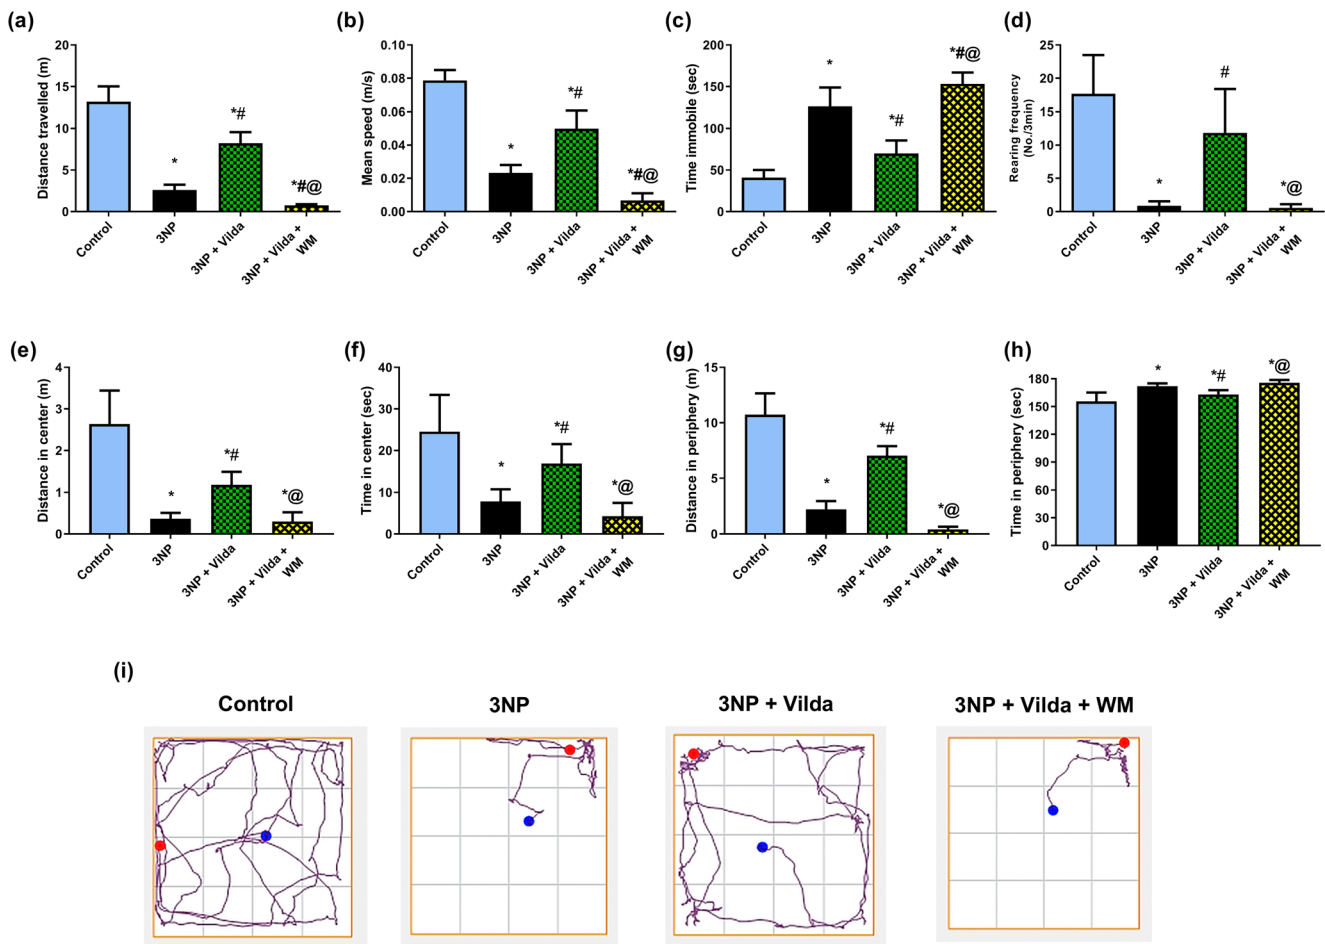 (a)
Distance travelled (m)
20
15
10
5
0
*
*#
*#@
Control
3NP
3NP + Vilda
3NP + Vilda +
WM
(b)
Mean speed (m/s)
0.10
0.08
0.06
0.04
0.02
0.00
*
*#
*#@
Control
3NP
3NP + Vilda
3NP + Vilda +
WM
(c)
Time immobile (sec)
200
150
100
50
0
*
*#
*#@
Control
3NP
3NP + Vilda
3NP + Vilda +
WM
(d)
Rearing frequency
(No./3min)
25
20
15
10
5
0
*
#
*@
Control
3NP
3NP + Vilda
3NP + Vilda +
WM
(e)
Distance in center (m)
4
3
2
1
0
*
*#
*@
Control
3NP
3NP + Vilda
3NP + Vilda +
WM
(f)
Time in center (sec)
40
30
20
10
0
*
*#
*@
Control
3NP
3NP + Vilda
3NP + Vilda +
WM
(g)
Distance in periphery (m)
15
10
5
0
*
*#
*@
Control
3NP
3NP + Vilda
3NP + Vilda +
WM
(h)
Time in periphery (sec)
180
150
120
90
60
30
0
*
*#
*@
Control
3NP
3NP + Vilda
3NP + Vilda +
WM
(i)
Control
3NP
3NP + Vilda
3NP + Vilda + WM